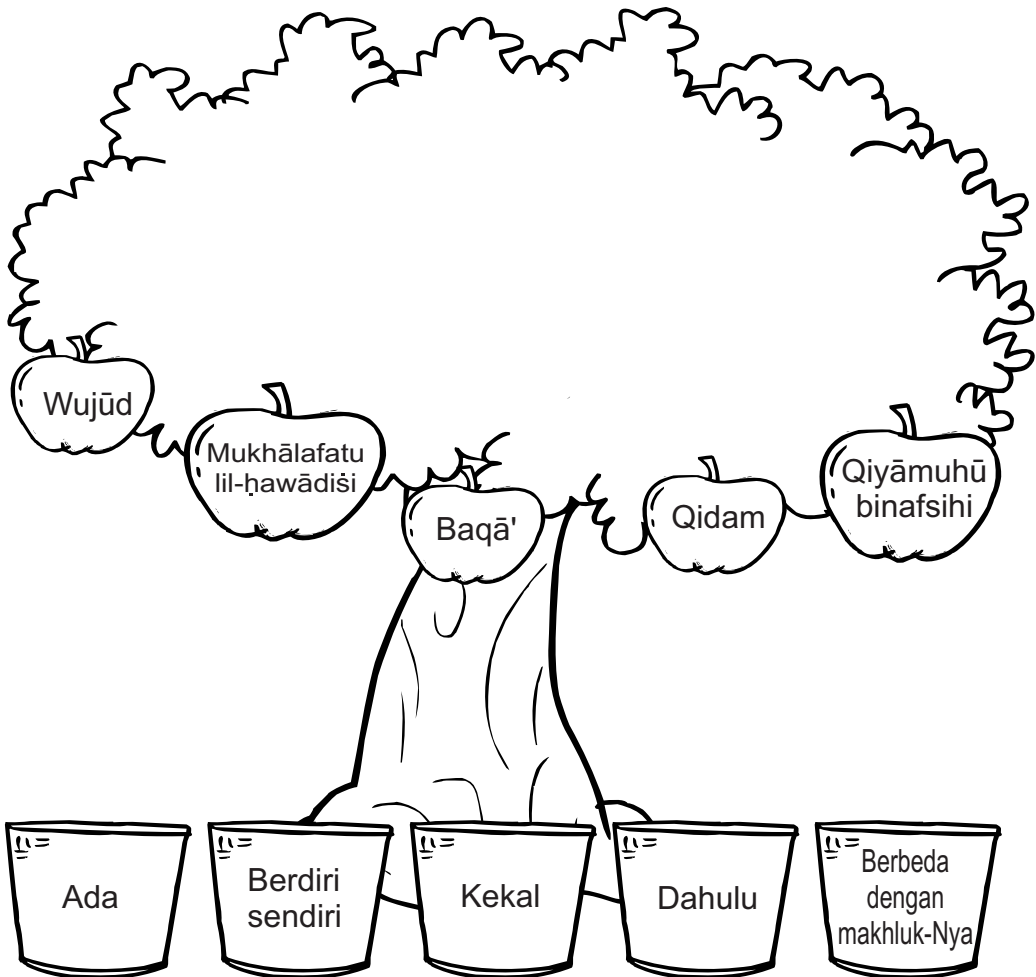 Wujūd
Mukhālafatu
lil-ḥawādiṡi
Baqā'
Qidam
Qiyāmuhū
binafsihi
Ada
Berdiri
sendiri
Kekal
Dahulu
Berbeda
dengan
makhluk-Nya